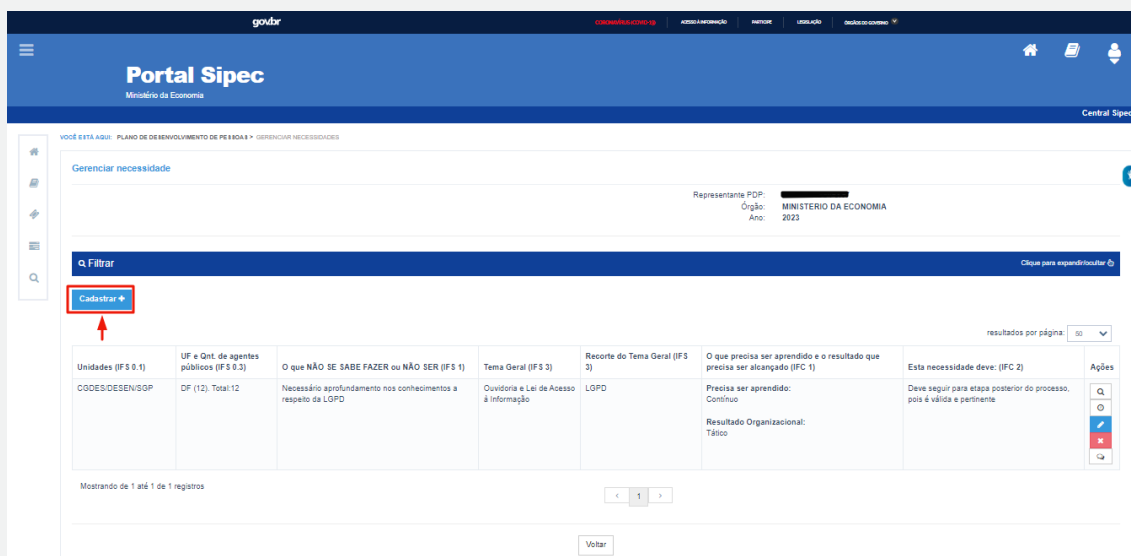 gov.br
CORONAVÍRUS (COVID-19) ACESSO À INFORMAÇÃO PARTICIPE LEGISLAÇÃO ÓRGÃOS DO GOVERNO
Portal Sipec
Ministério da Economia
Central Sipec
VOCÊ ESTÁ AQUI: PLANO DE DESENVOLVIMENTO DE PESSOAS > GERENCIAR NECESSIDADES
Gerenciar necessidade
Representante PDP:
Órgão: MINISTERIO DA ECONOMIA
Ano: 2023
Filtrar Clique para expandir/ocultar
Cadastrar +
resultados por página: 50
Unidades (IFS 0.1) UF e Qnt. de agentes públicos (IFS 0.3) O que NÃO SE SABE FAZER ou NÃO SER (IFS 1) Tema Geral (IFS 3) Recorte do Tema Geral (IFS 3) O que precisa ser aprendido e o resultado que precisa ser alcançado (IFC 1) Esta necessidade deve: (IFC 2) Ações
CGDES/DESEN/SGP DF (12). Total:12 Necessário aprofundamento nos conhecimentos a respeito da LGPD Ouvidoria e Lei de Acesso á Informação LGPD Precisa ser aprendido: Deve seguir para etapa posterior do processo, pois é válida e pertinente
Contínuo
Resultado Organizacional:
Tático
Mostrando de 1 até 1 de 1 registros
< 1 >
Voltar